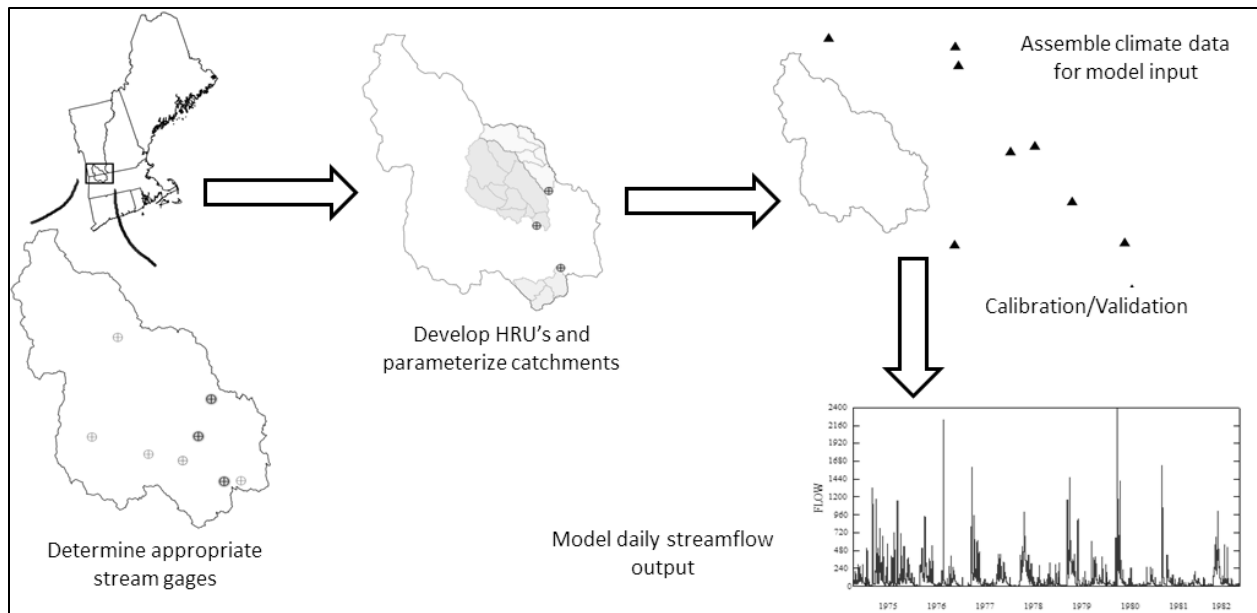 Assemble climate data
for model input
Develop HRU's and
parameterize catchments
Calibration/Validation
Determine appropriate
stream gages
Model daily streamflow
output
FLOW
2400
2160
1920
1680
1440
1200
960
720
480
240
0
1975
1976
1977
1978
1979
1980
1981
1982